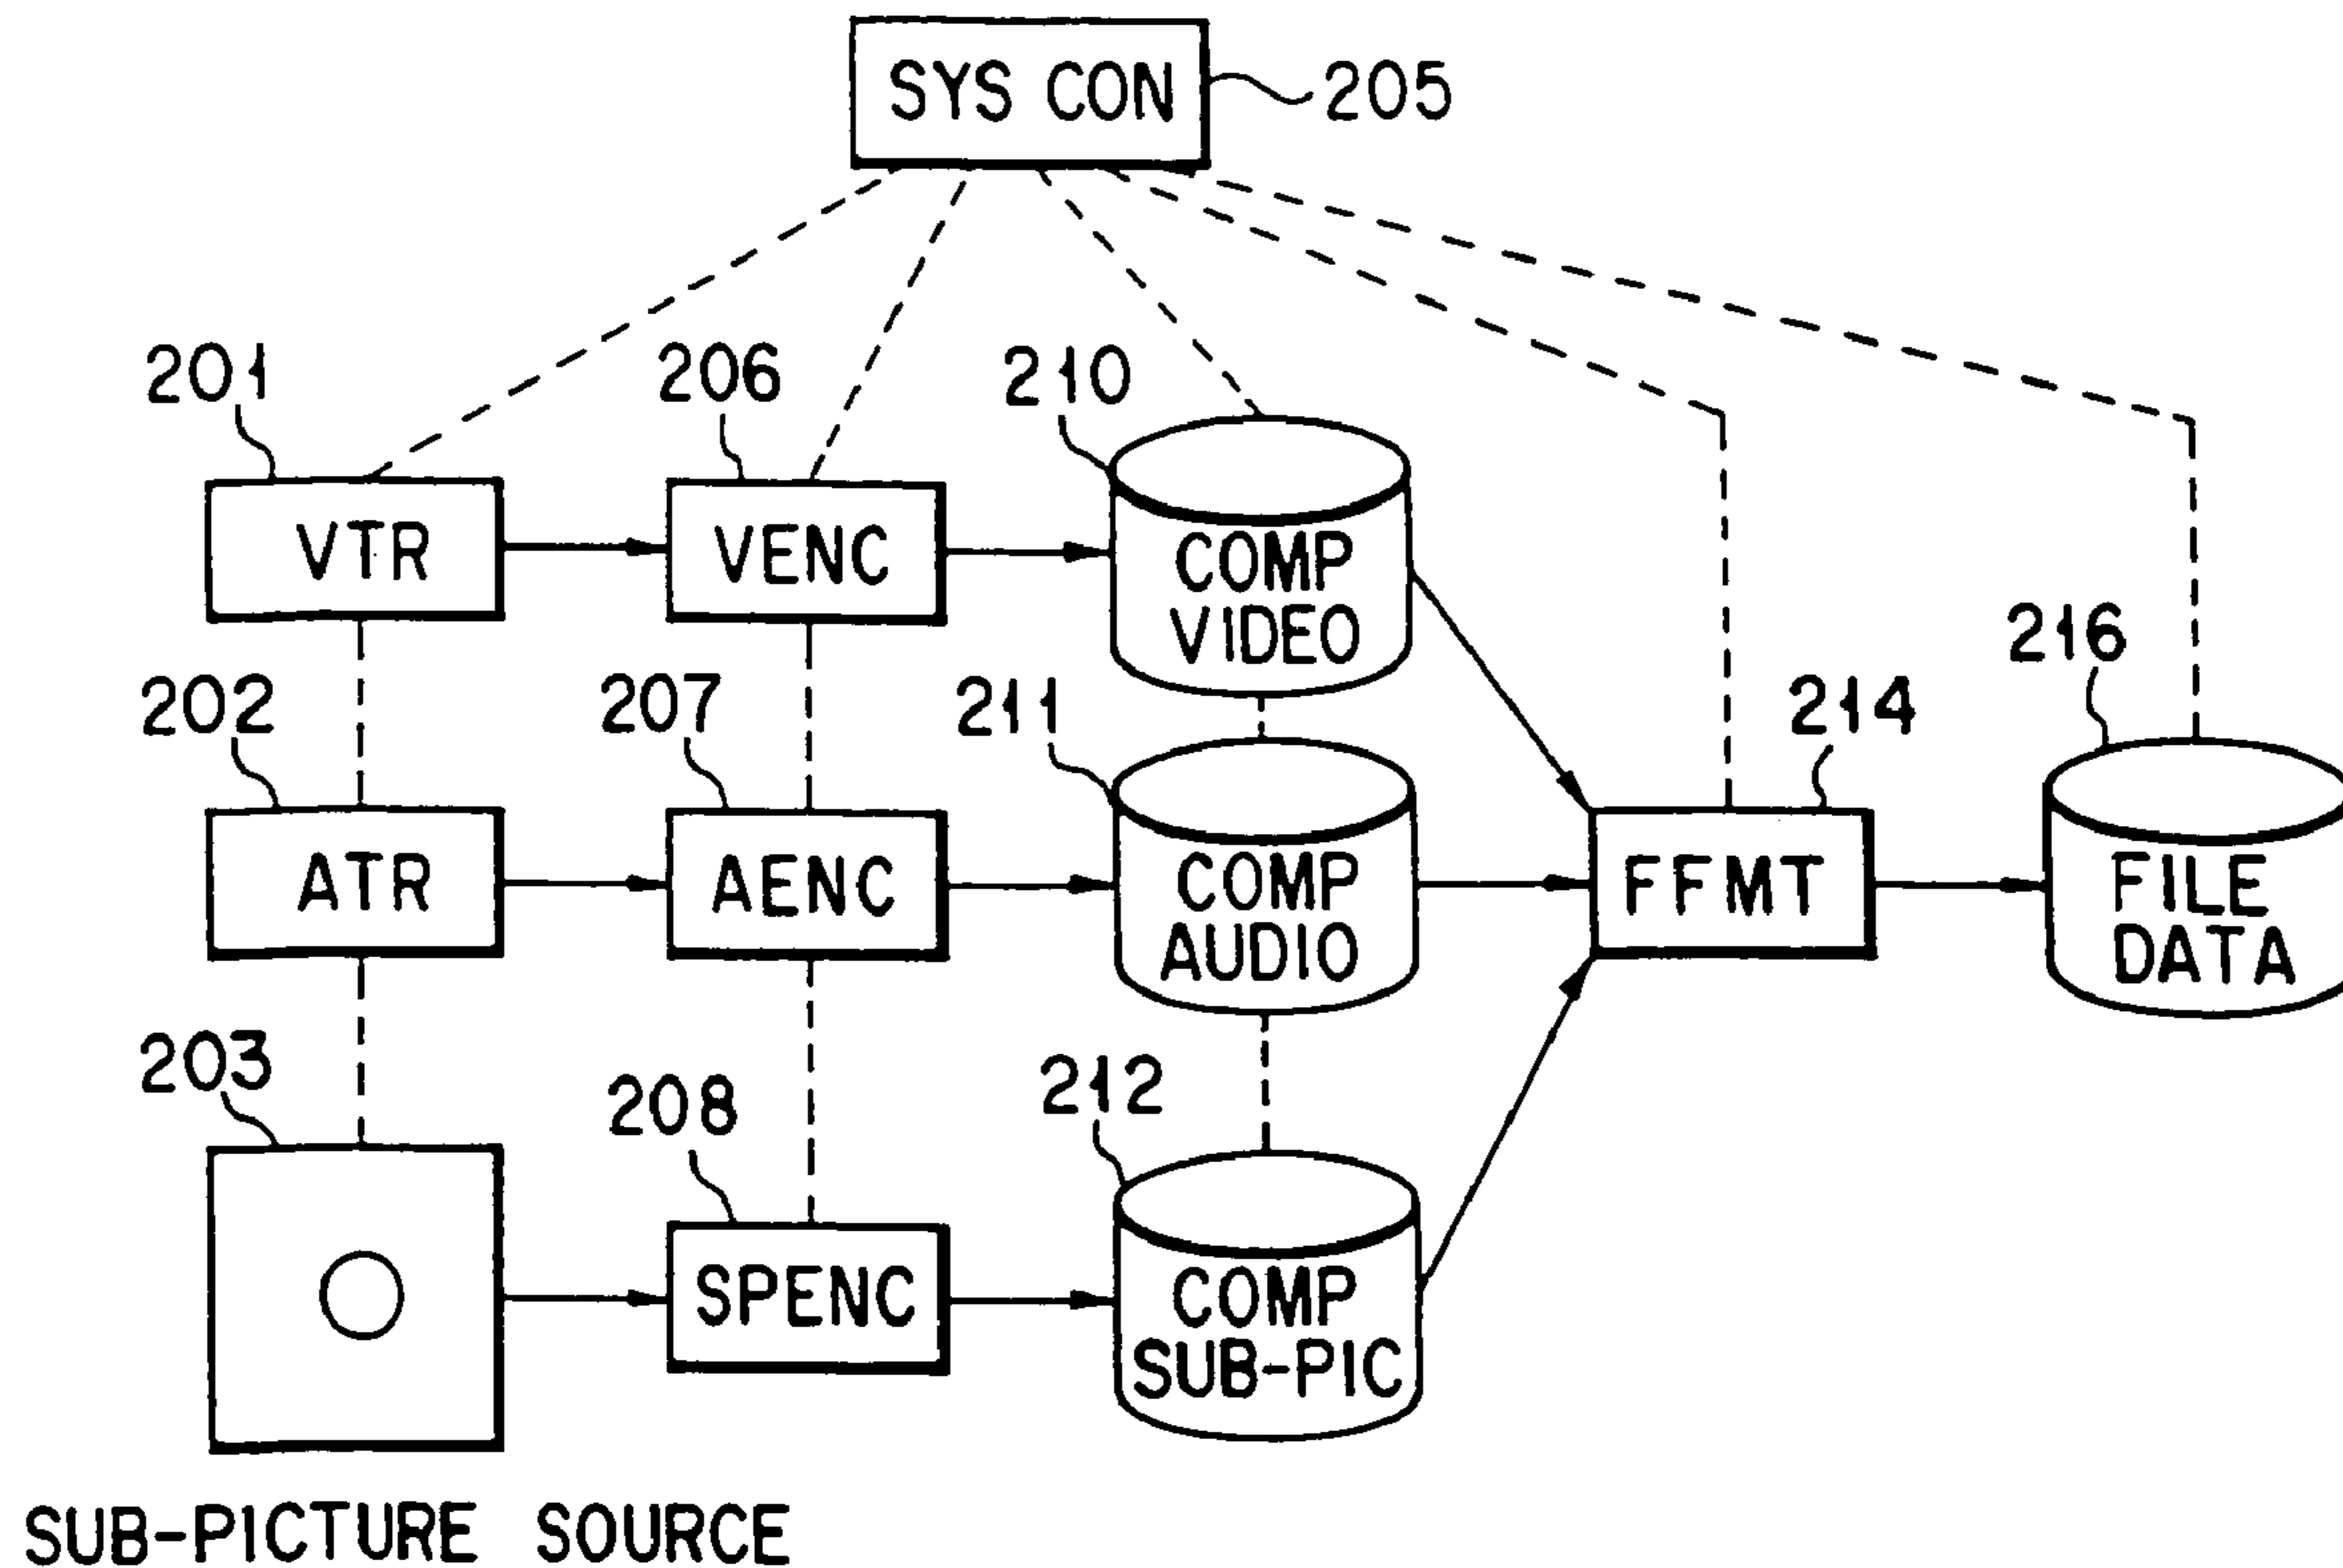 SYS CON
205
201
206
210
VTR
VENC
COMP
VIDEO
216
202
207
211
214
ATR
AENC
COMP
AUDIO
FFMT
FILE
DATA
203
208
212
SPENC
COMP
SUB-PIC
SUB-PICTURE SOURCE